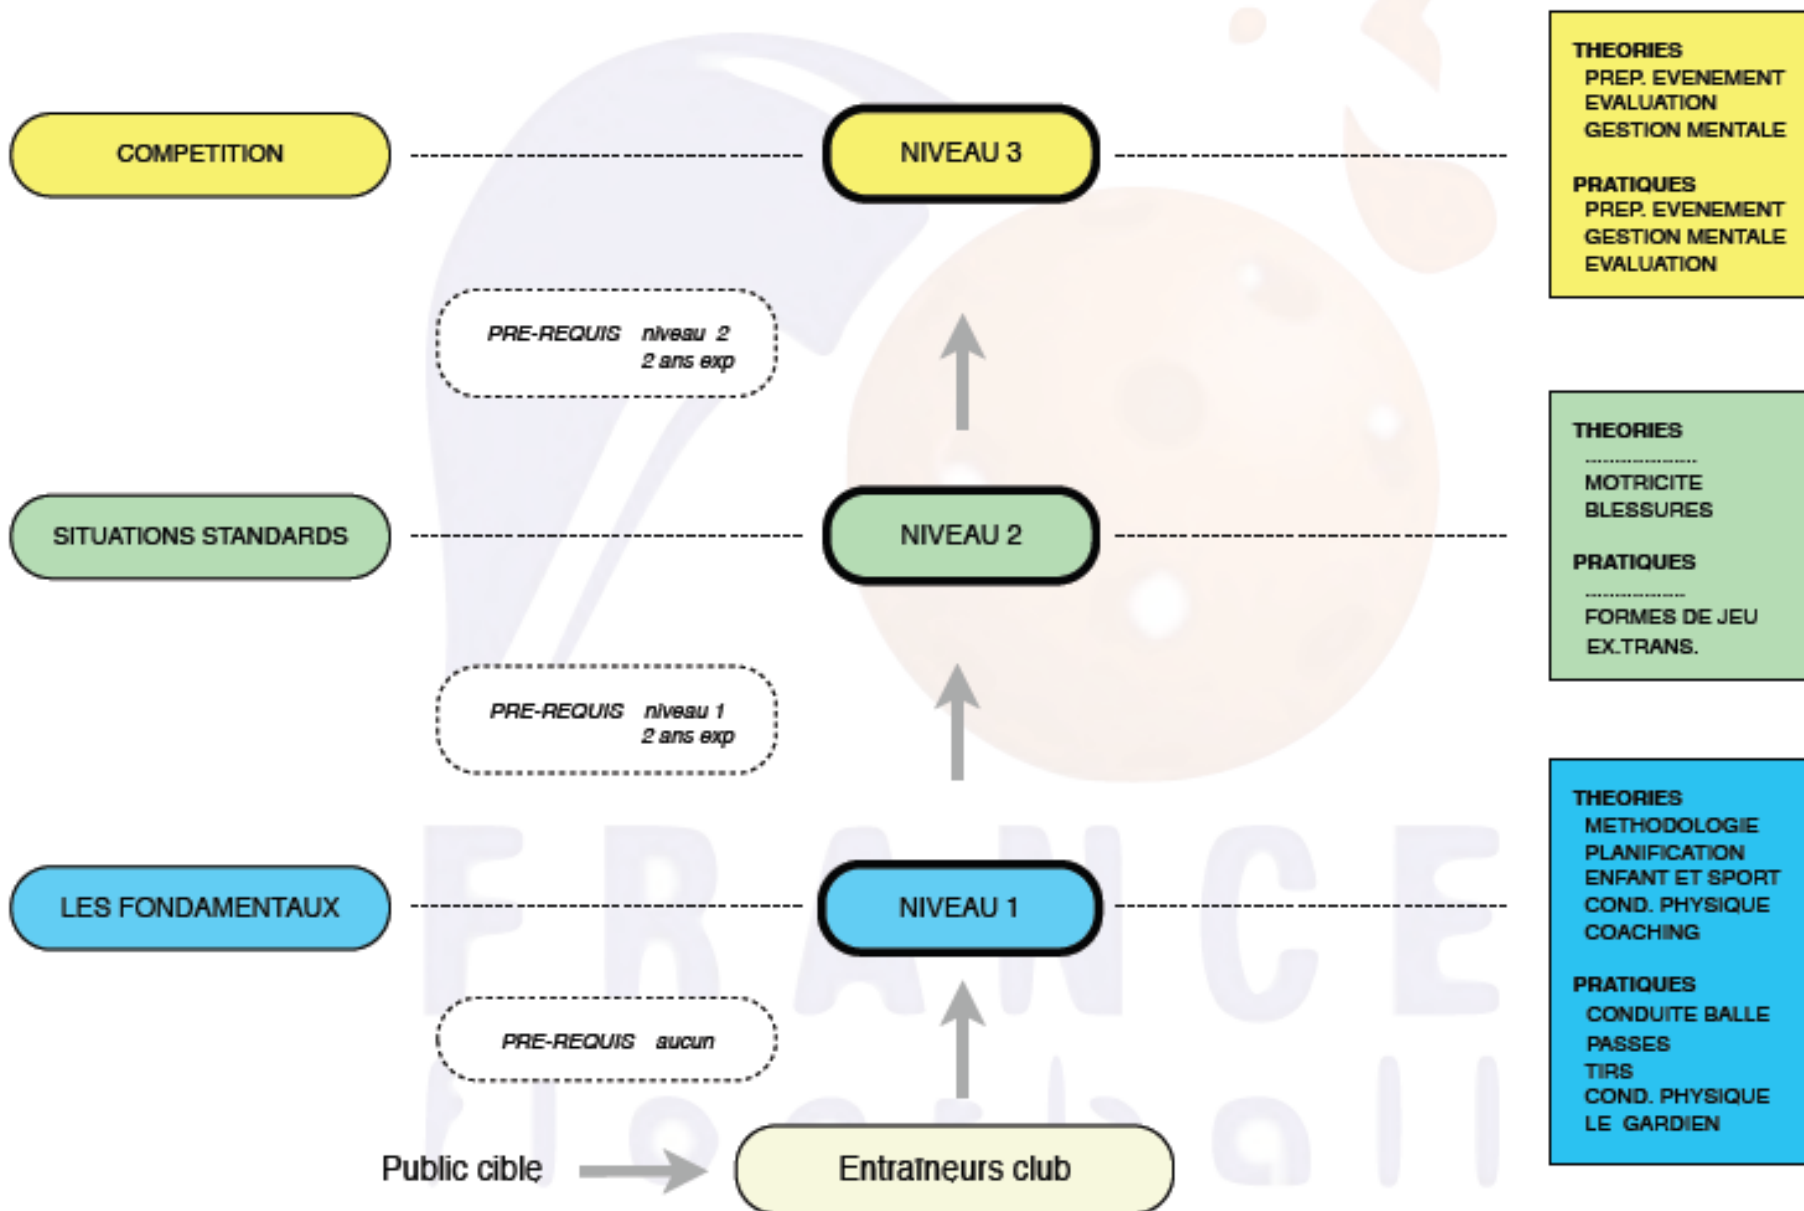 THEORIES
PREP. EVENEMENT
EVALUATION
GESTION MENTALE
PRATIQUES
PREP. EVENEMENT
GESTION MENTALE
EVALUATION
COMPETITION
NIVEAU 3
PRE-REQUIS niveau 2
2 ans exp
THEORIES
MOTRICITE
BLESSURES
PRATIQUES
FORMES DE JEU
EX.TRANS.
SITUATIONS STANDARDS
NIVEAU 2
PRE-REQUIS niveau 1
2 ans exp
THEORIES
METHODOLOGIE
PLANIFICATION
ENFANT ET SPORT
COND. PHYSIQUE
COACHING
PRATIQUES
CONDUITE BALLE
PASSES
TIRS
COND. PHYSIQUE
LE GARDIEN
LES FONDAMENTAUX
NIVEAU 1
PRE-REQUIS aucun
Public cible
Entraîneurs club
FRANCE
floorball